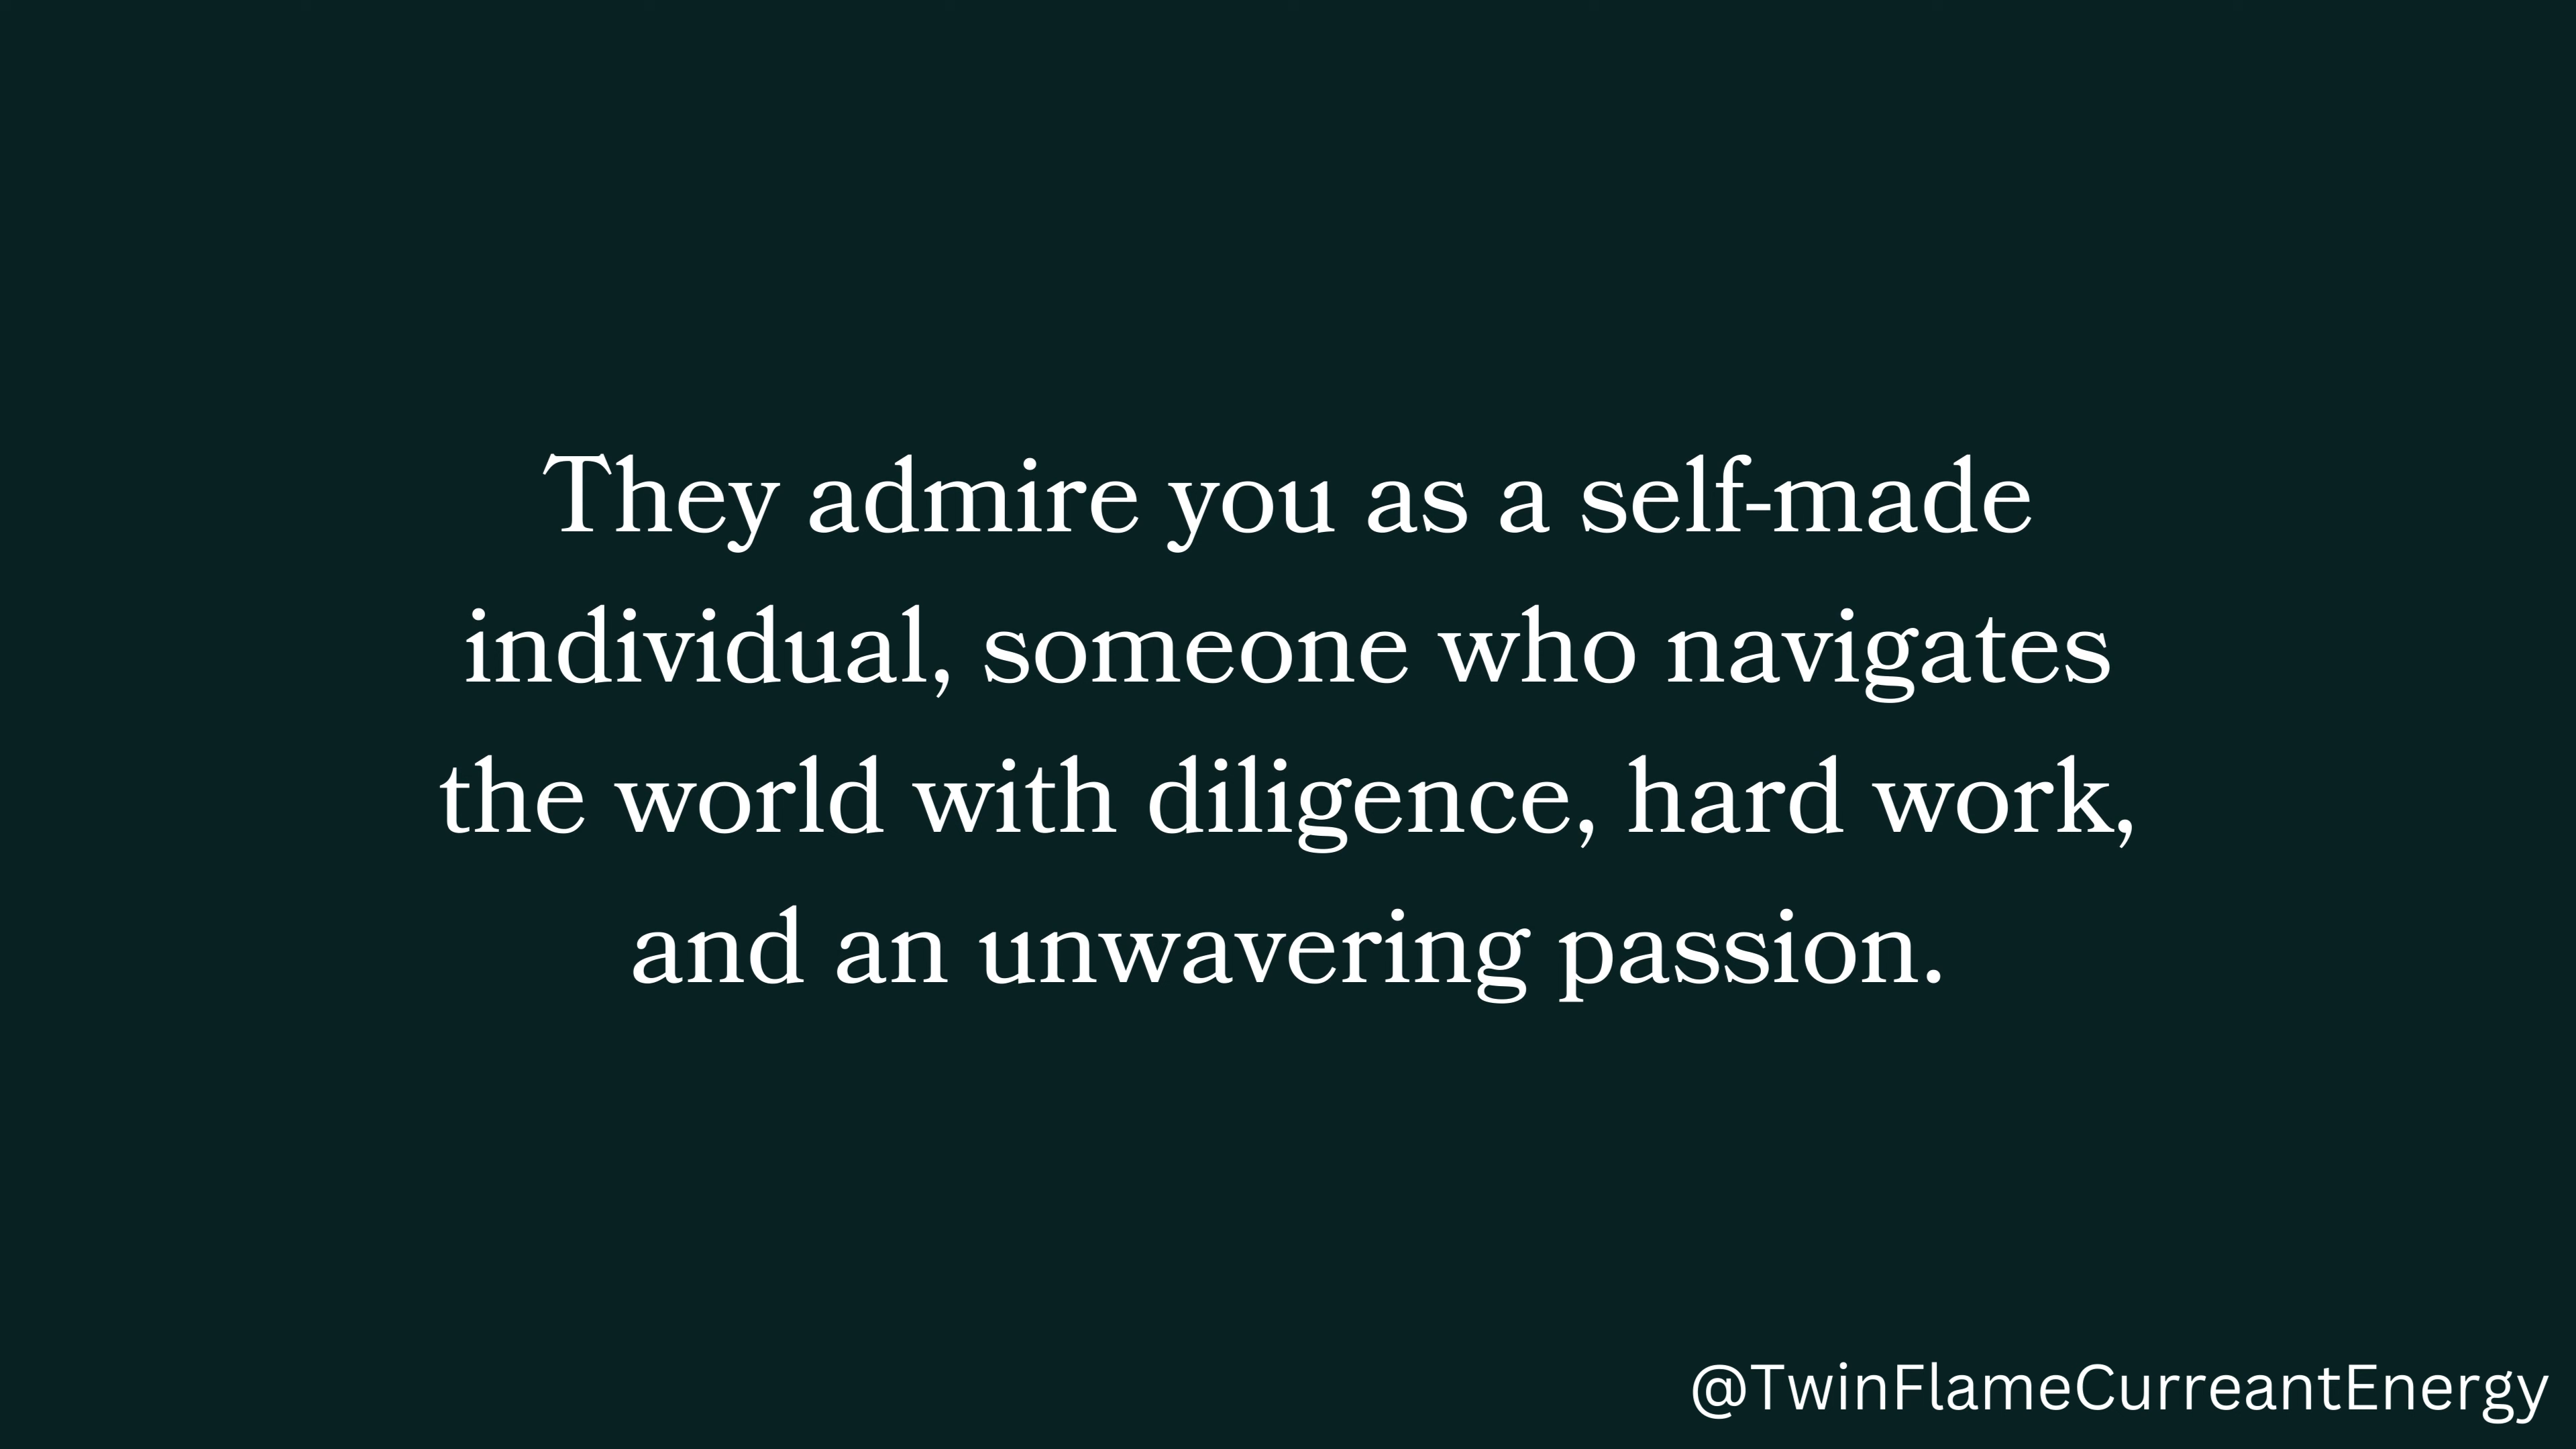 They admire you as a self-made
individual, someone who navigates
the world with diligence, hard work,
and an unwavering passion.
@TwinFlameCurreantEnergy